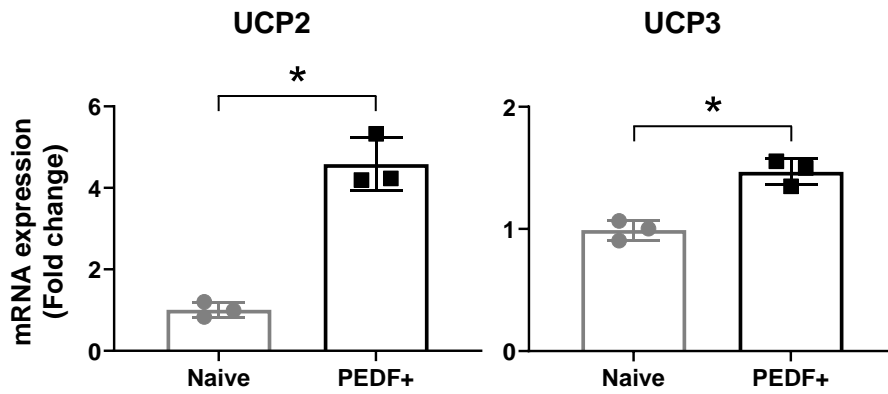 UCP2
UCP3
mRNA expression
(Fold change)
*
6
4
2
0
Naive
PEDF+
*
2
1
0
Naive
PEDF+